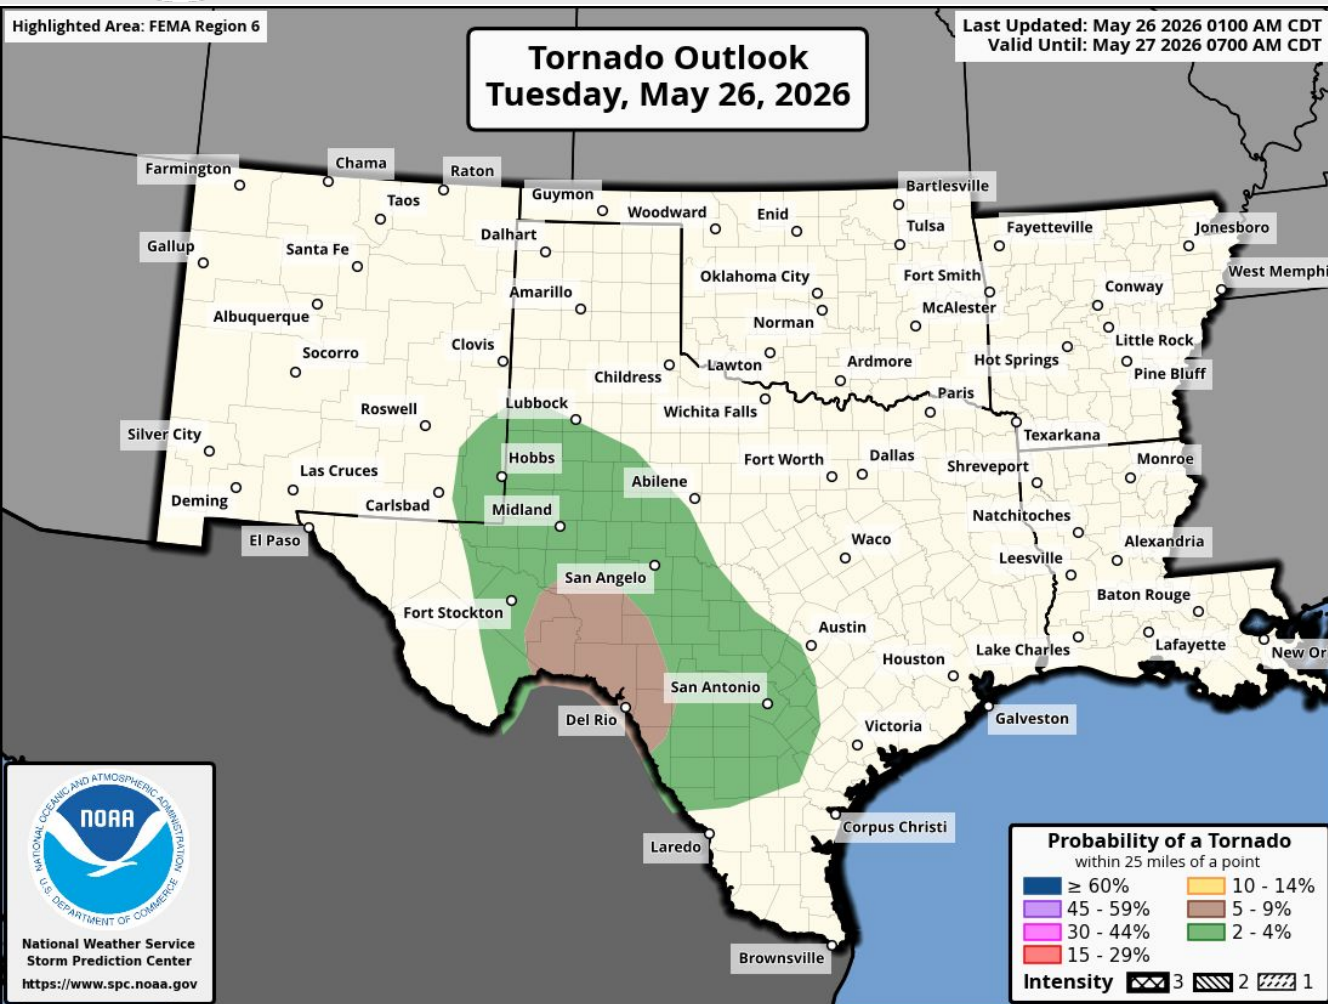 Highlighted Area: FEMA Region 6
Last Updated: May 26 2026 0100 AM CDT
Valid Until: May 27 2026 0700 AM CDT
Tornado Outlook
Tuesday, May 26, 2026
Farmington
Chama
Raton
Taos
Guymon
Woodward
Enid
Bartlesville
Tulsa
Fayetteville
Jonesboro
Gallup
Santa Fe
Dalhart
Oklahoma City
Fort Smith
West Memphi
Albuquerque
Amarillo
Norman
McAlester
Conway
Little Rock
Socorro
Clovis
Childress
Lawton
Ardmore
Hot Springs
Pine Bluff
Roswell
Lubbock
Wichita Falls
Paris
Texarkana
Silver City
Las Cruces
Hobbs
Abilene
Fort Worth
Dallas
Shreveport
Monroe
Deming
Carlsbad
Midland
Natchitoches
El Paso
San Angelo
Waco
Leesville
Alexandria
Fort Stockton
Austin
Baton Rouge
Houston
Lake Charles
Lafayette
New Or
San Antonio
Del Rio
Victoria
Galveston
Laredo
Corpus Christi
Brownsville
NATIONAL OCEANIC AND ATMOSPHERIC ADMINISTRATION
NOAA
U.S. DEPARTMENT OF COMMERCE
National Weather Service
Storm Prediction Center
https://www.spc.noaa.gov
Probability of a Tornado
within 25 miles of a point
≥ 60%
10 - 14%
45 - 59%
5 - 9%
30 - 44%
2 - 4%
15 - 29%
Intensity 3 2 1